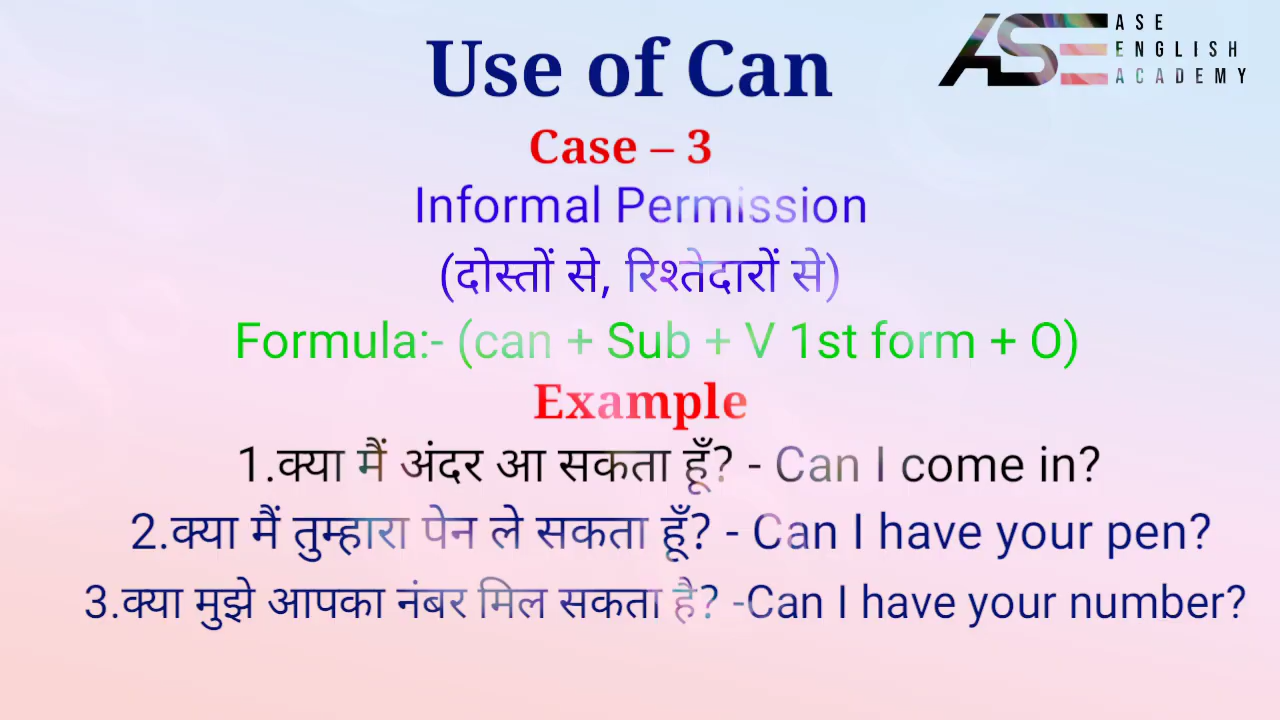 ASE
ASE
ENGLISH
ACADEMY
Use of Can
Case – 3
Informal Permission
(दोस्तों से, रिश्तेदारों से)
Formula:- (can + Sub + V 1st form + O)
Example
1.क्या मैं अंदर आ सकता हूँ? - Can I come in?
2.क्या मैं तुम्हारा पेन ले सकता हूँ? - Can I have your pen?
3.क्या मुझे आपका नंबर मिल सकता है? -Can I have your number?